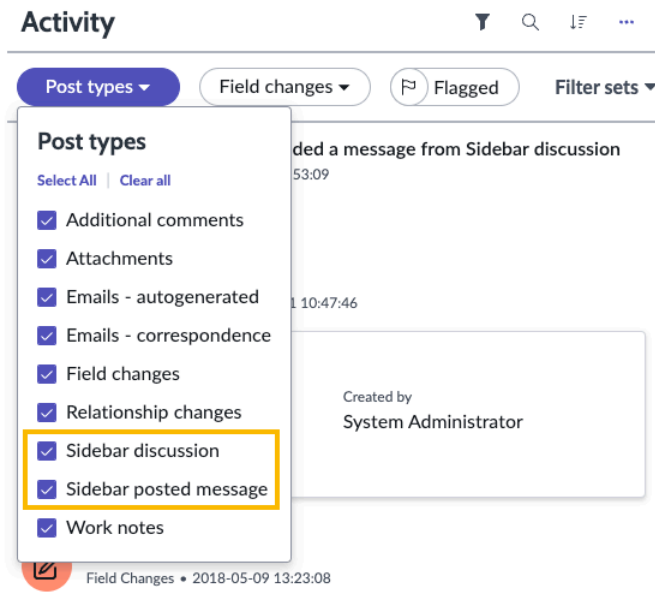 Activity
Post types
Field changes
Flagged
Filter sets
Post types
ded a message from Sidebar discussion
Select All | Clear all
53:09
Additional comments
Attachments
Emails - autogenerated
1 10:47:46
Emails - correspondence
Field changes
Created by
Relationship changes
System Administrator
Sidebar discussion
Sidebar posted message
Work notes
Field Changes • 2018-05-09 13:23:08